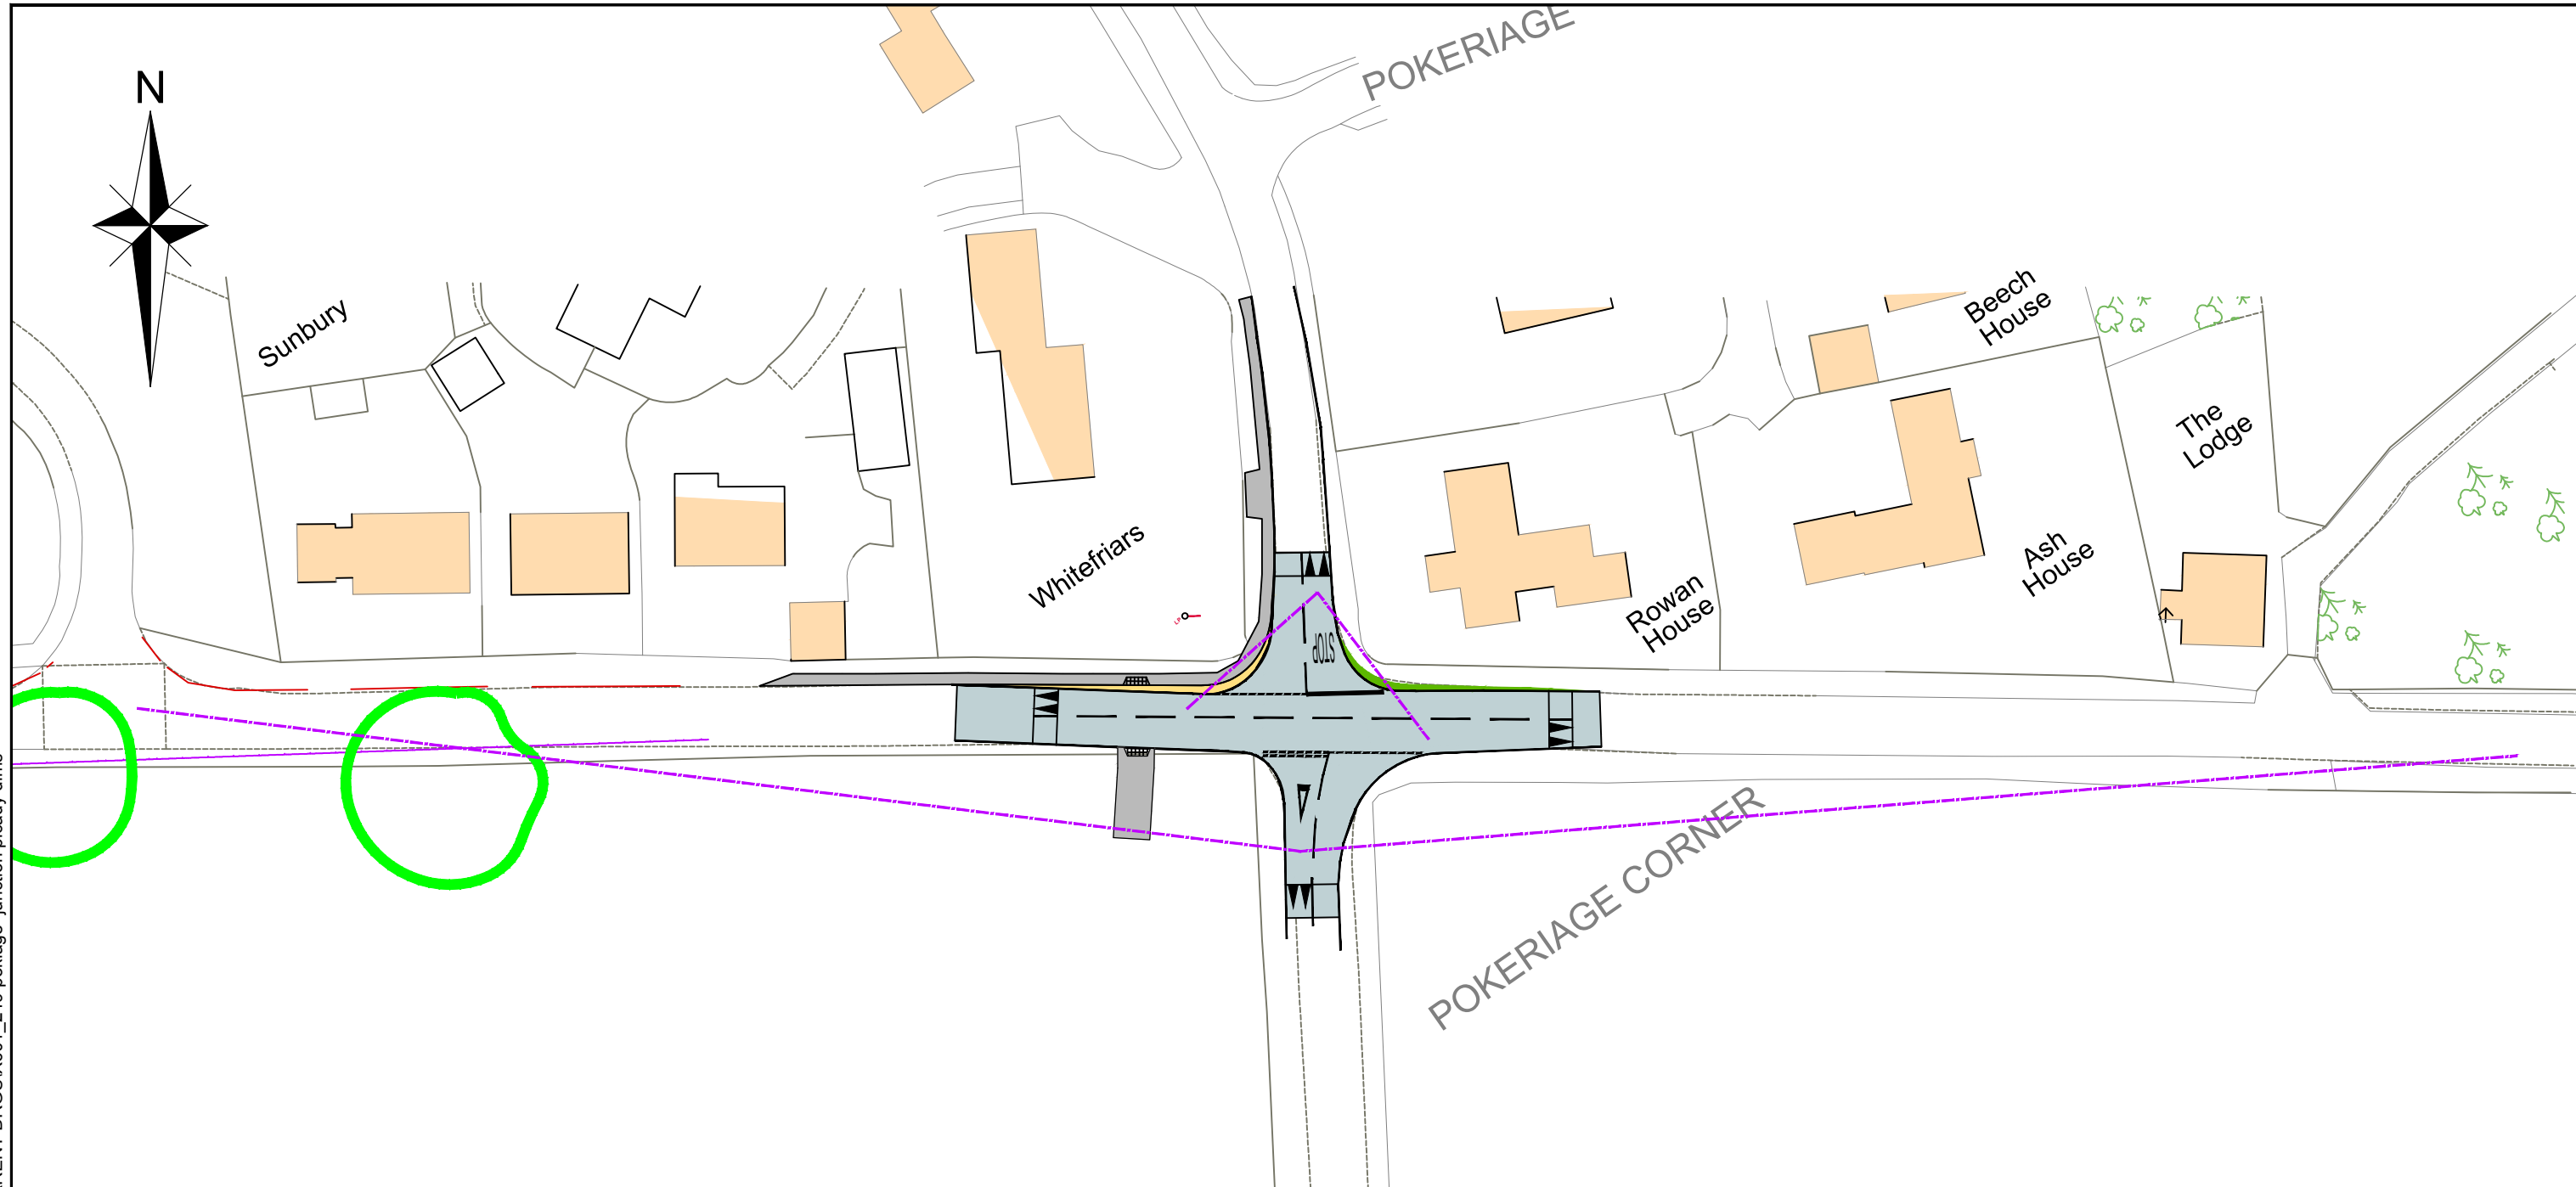 POKERIAGE
N
Sunbury
Beech
House
The
Lodge
Whitefriars
Ash
House
Rowan
House
STOP
POKERIAGE CORNER